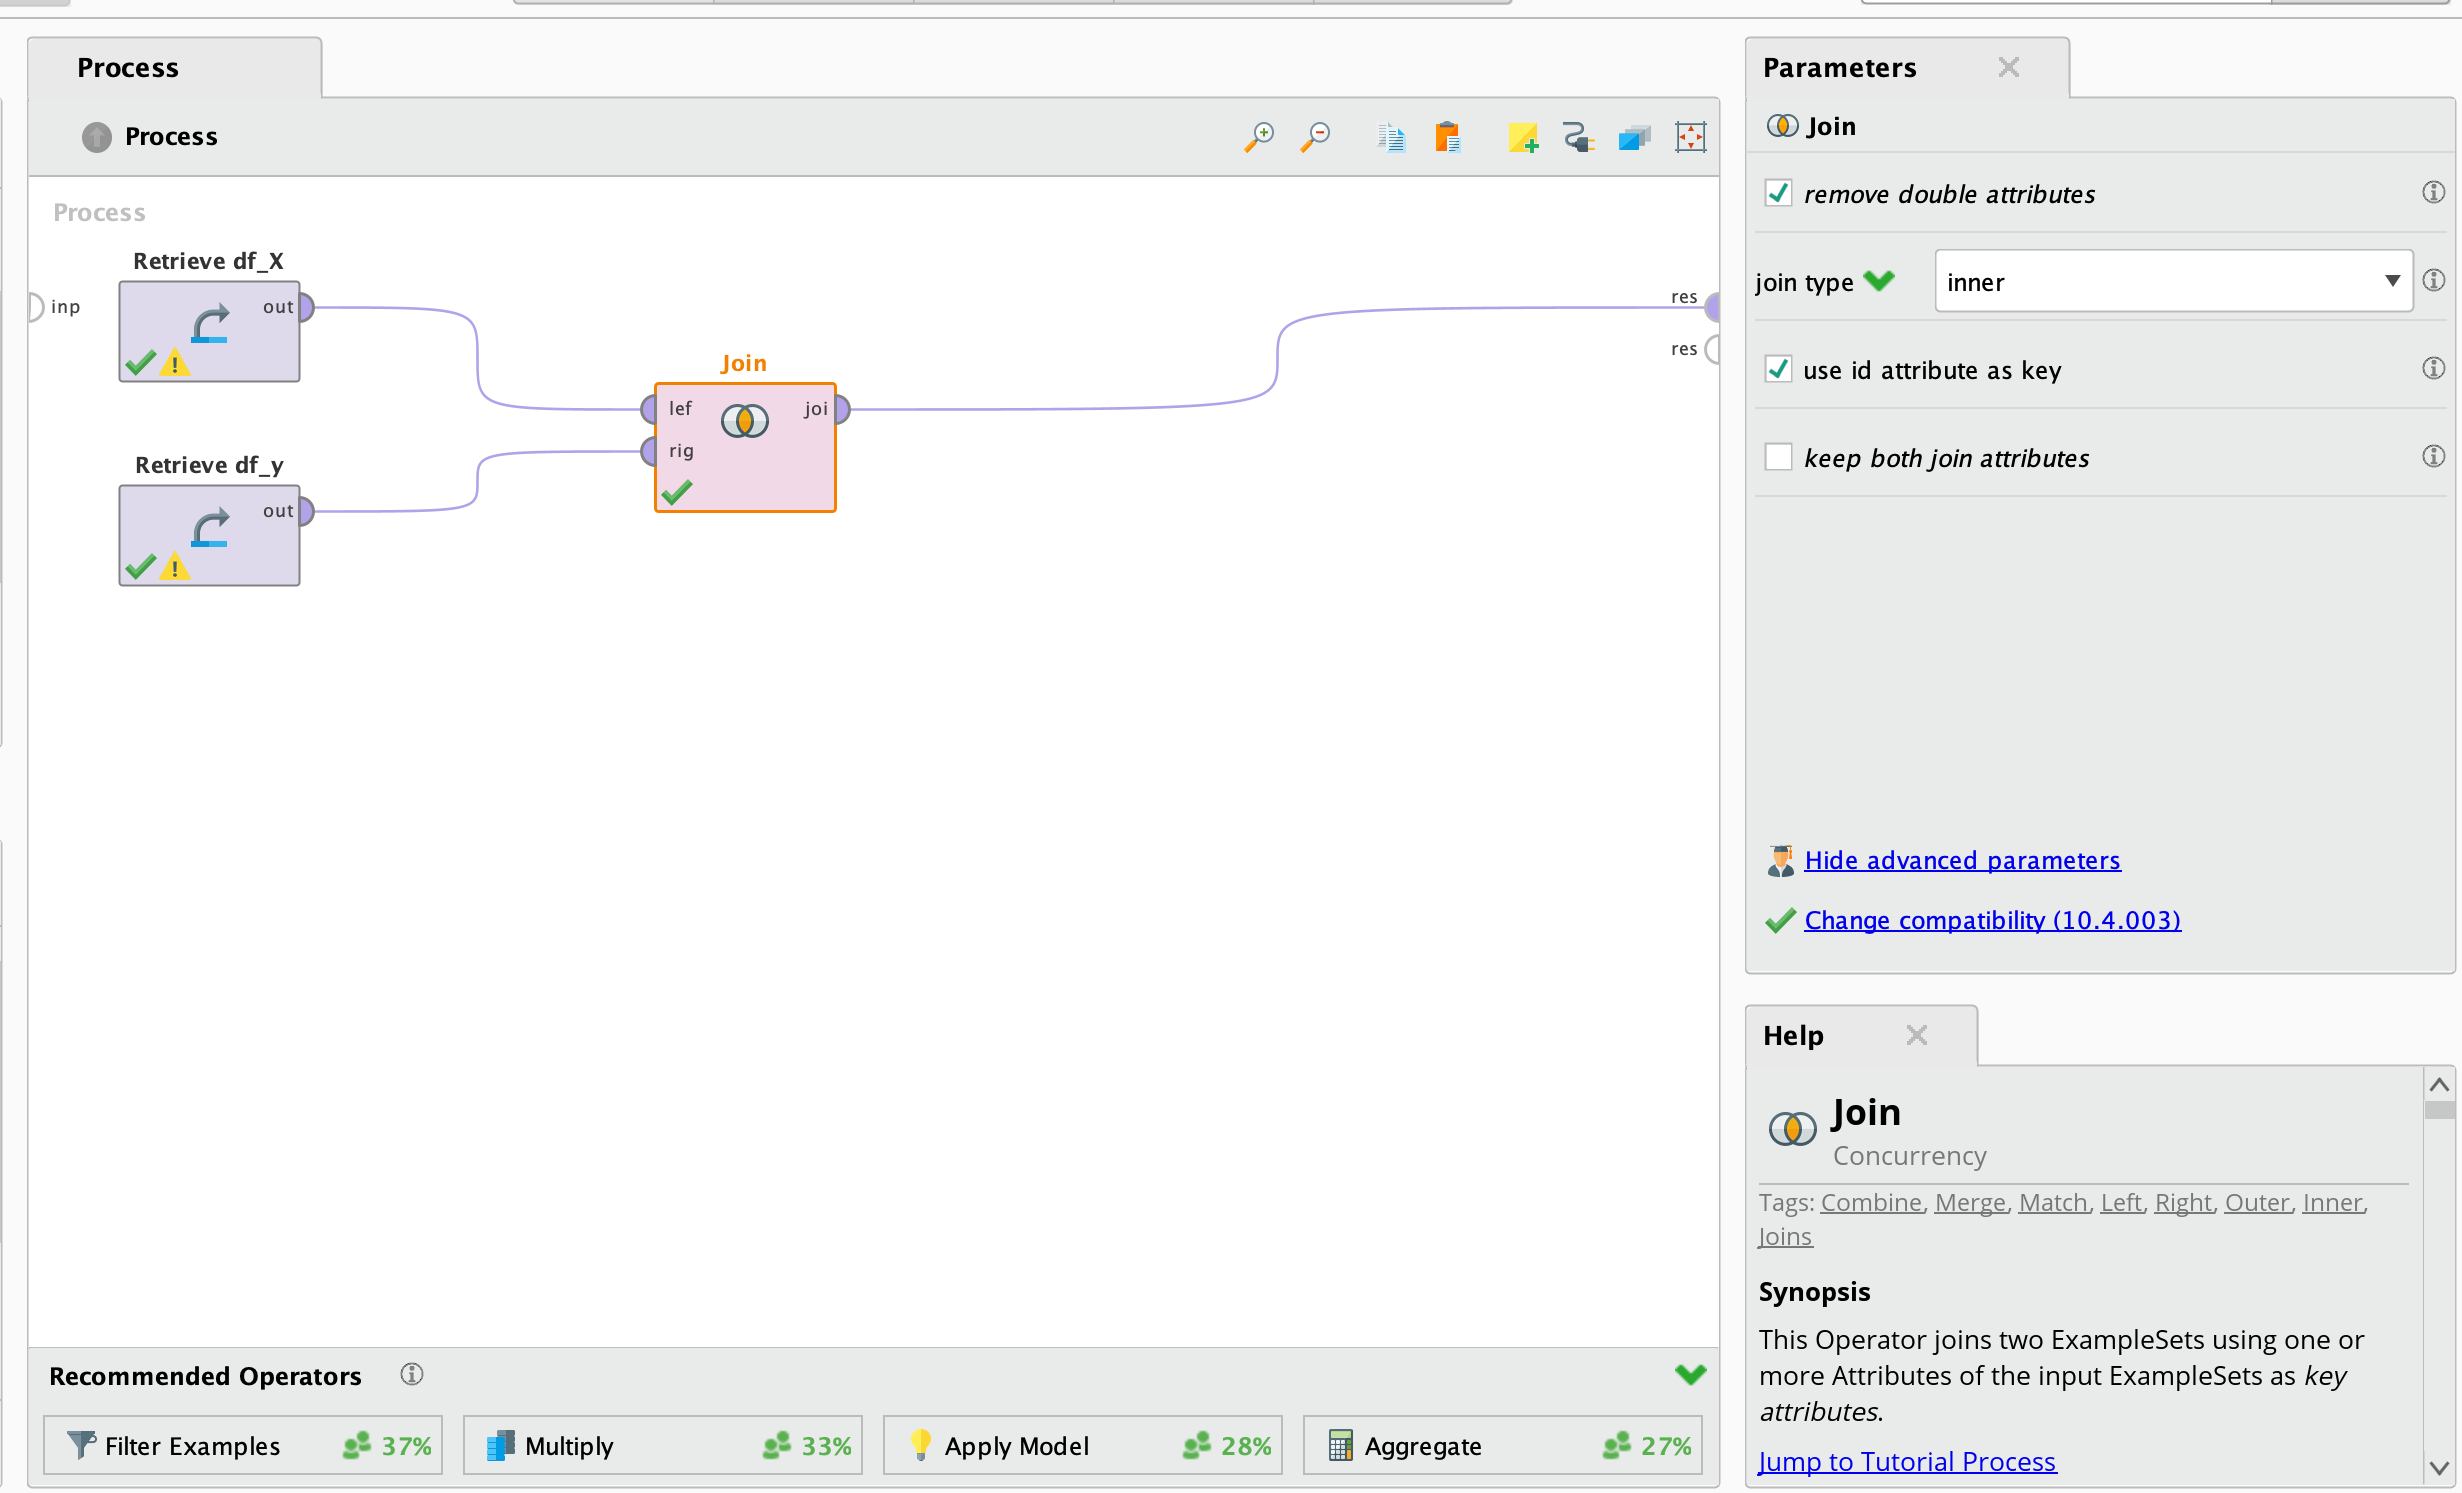 Process
Process
Process
Retrieve df_X
inp
out
Retrieve df_y
out
Join
lef
joi
rig
res
res
Recommended Operators
Filter Examples 37%
Multiply 33%
Apply Model 28%
Aggregate 27%
Parameters
Join
remove double attributes
join type
inner
use id attribute as key
keep both join attributes
Hide advanced parameters
Change compatibility (10.4.003)
Help
Join
Concurrency
Tags: Combine, Merge, Match, Left, Right, Outer, Inner,
Joins
Synopsis
This Operator joins two ExampleSets using one or
more Attributes of the input ExampleSets as key
attributes.
Jump to Tutorial Process